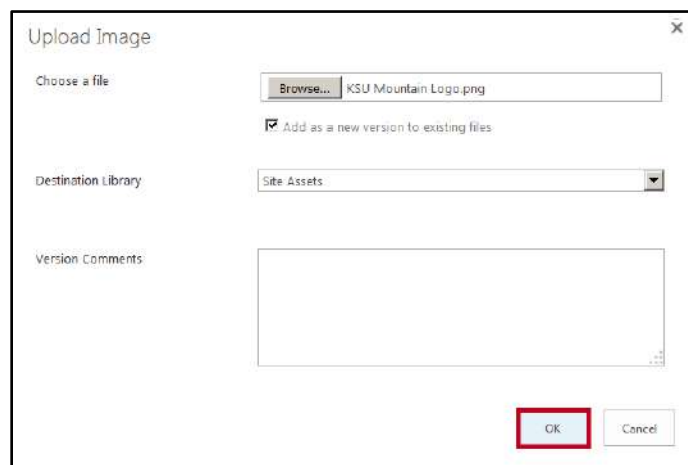 Upload Image
Choose a file
Browse... KSU Mountain Logo.png
Add as a new version to existing files
Destination Library
Site Assets
Version Comments
OK
Cancel